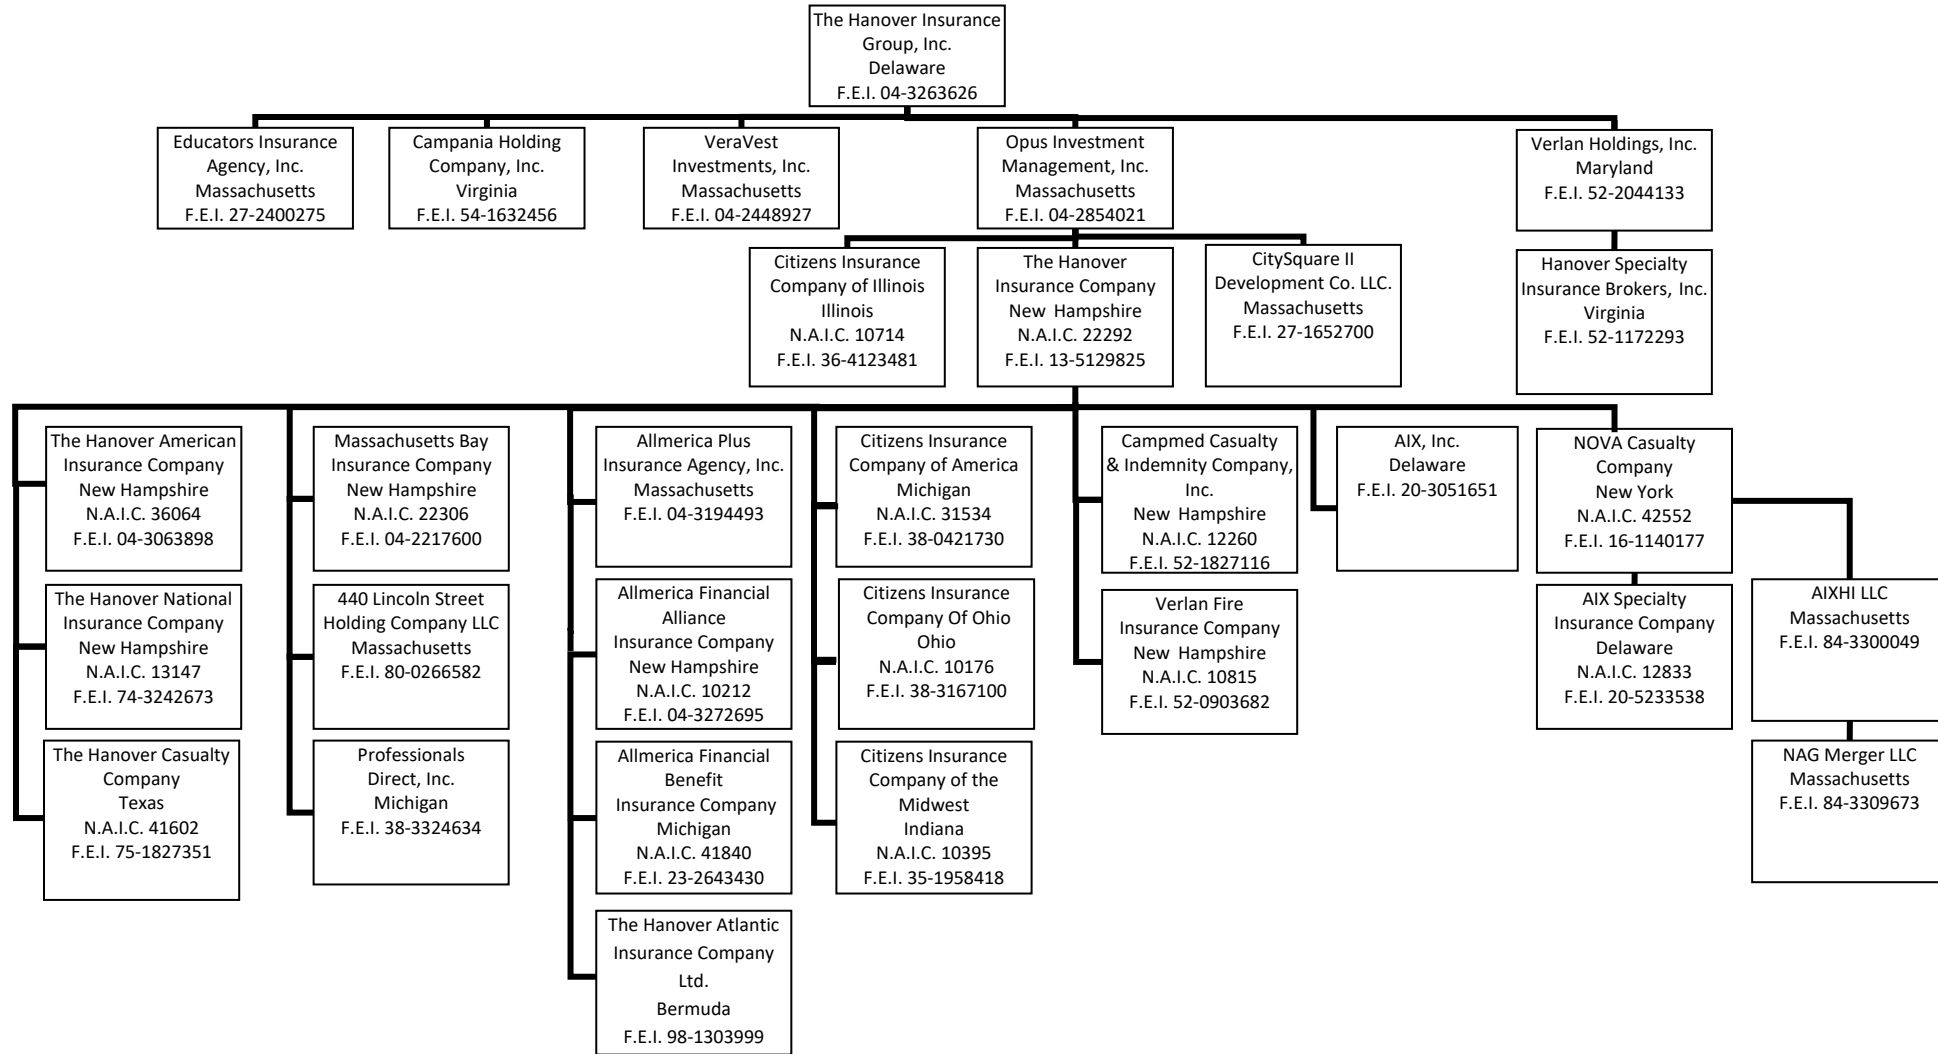 The Hanover Insurance
Group, Inc.
Delaware
F.E.I. 04-3263626
Educators Insurance
Agency, Inc.
Massachusetts
F.E.I. 27-2400275
Campania Holding
Company, Inc.
Virginia
F.E.I. 54-1632456
VeraVest
Investments, Inc.
Massachusetts
F.E.I. 04-2448927
Opus Investment
Management, Inc.
Massachusetts
F.E.I. 04-2854021
Verlan Holdings, Inc.
Maryland
F.E.I. 52-2044133
Citizens Insurance
Company of Illinois
Illinois
N.A.I.C. 10714
F.E.I. 36-4123481
The Hanover
Insurance Company
New Hampshire
N.A.I.C. 22292
F.E.I. 13-5129825
CitySquare II
Development Co. LLC.
Massachusetts
F.E.I. 27-1652700
Hanover Specialty
Insurance Brokers, Inc.
Virginia
F.E.I. 52-1172293
The Hanover American
Insurance Company
New Hampshire
N.A.I.C. 36064
F.E.I. 04-3063898
Massachusetts Bay
Insurance Company
New Hampshire
N.A.I.C. 22306
F.E.I. 04-2217600
Allmerica Plus
Insurance Agency, Inc.
Massachusetts
F.E.I. 04-3194493
Citizens Insurance
Company of America
Michigan
N.A.I.C. 31534
F.E.I. 38-0421730
Campmed Casualty
& Indemnity Company,
Inc.
New Hampshire
N.A.I.C. 12260
F.E.I. 52-1827116
AIX, Inc.
Delaware
F.E.I. 20-3051651
NOVA Casualty
Company
New York
N.A.I.C. 42552
F.E.I. 16-1140177
The Hanover National
Insurance Company
New Hampshire
N.A.I.C. 13147
F.E.I. 74-3242673
440 Lincoln Street
Holding Company LLC
Massachusetts
F.E.I. 80-0266582
Allmerica Financial
Alliance
Insurance Company
New Hampshire
N.A.I.C. 10212
F.E.I. 04-3272695
Citizens Insurance
Company Of Ohio
Ohio
N.A.I.C. 10176
F.E.I. 38-3167100
Verlan Fire
Insurance Company
New Hampshire
N.A.I.C. 10815
F.E.I. 52-0903682
AIX Specialty
Insurance Company
Delaware
N.A.I.C. 12833
F.E.I. 20-5233538
AIXHI LLC
Massachusetts
F.E.I. 84-3300049
The Hanover Casualty
Company
Texas
N.A.I.C. 41602
F.E.I. 75-1827351
Professionals
Direct, Inc.
Michigan
F.E.I. 38-3324634
Allmerica Financial
Benefit
Insurance Company
Michigan
N.A.I.C. 41840
F.E.I. 23-2643430
Citizens Insurance
Company of the
Midwest
Indiana
N.A.I.C. 10395
F.E.I. 35-1958418
NAG Merger LLC
Massachusetts
F.E.I. 84-3309673
The Hanover Atlantic
Insurance Company
Ltd.
Bermuda
F.E.I. 98-1303999